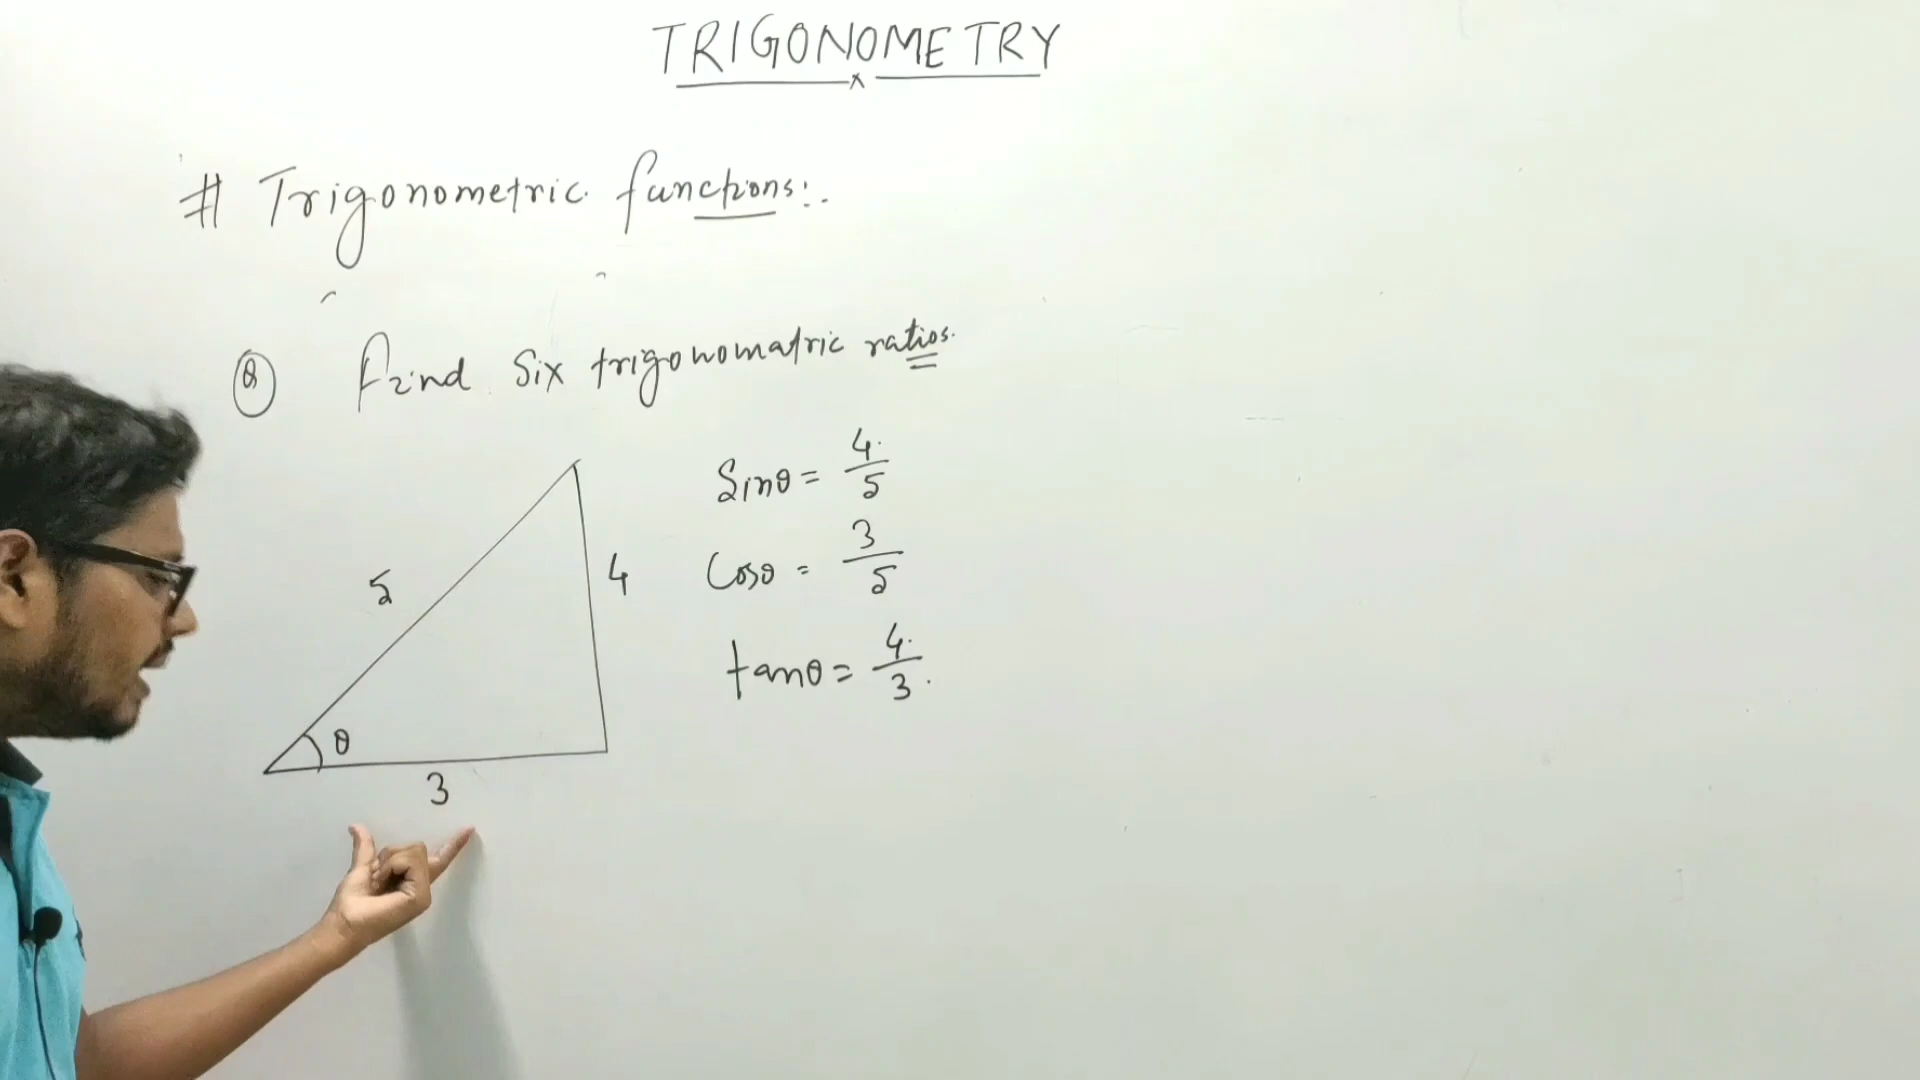 TRIGONOMETRY
# Trigonometric functions:-
Q Find Six trigonomatric ratios.
5
4
θ
3
Sinθ = 4/5
Cosθ = 3/5
tanθ = 4/3